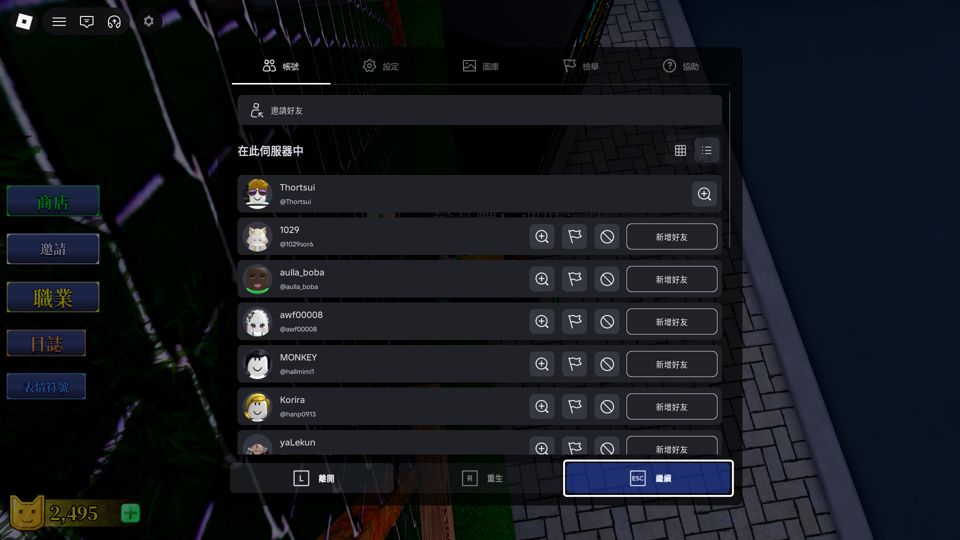 帳號
設定
圖庫
檢舉
協助
邀請好友
在此伺服器中
Thortsui
@Thortsui
1029
@1029sor6
新增好友
aulla_boba
@aulla_boba
新增好友
awf00008
@awf00008
新增好友
MONKEY
@hallmimi1
新增好友
Korira
@hanp0913
新增好友
yaLekun
新增好友
L 離開
R 重生
ESC 繼續
商店
邀請
職業
日誌
表情符號
2,495